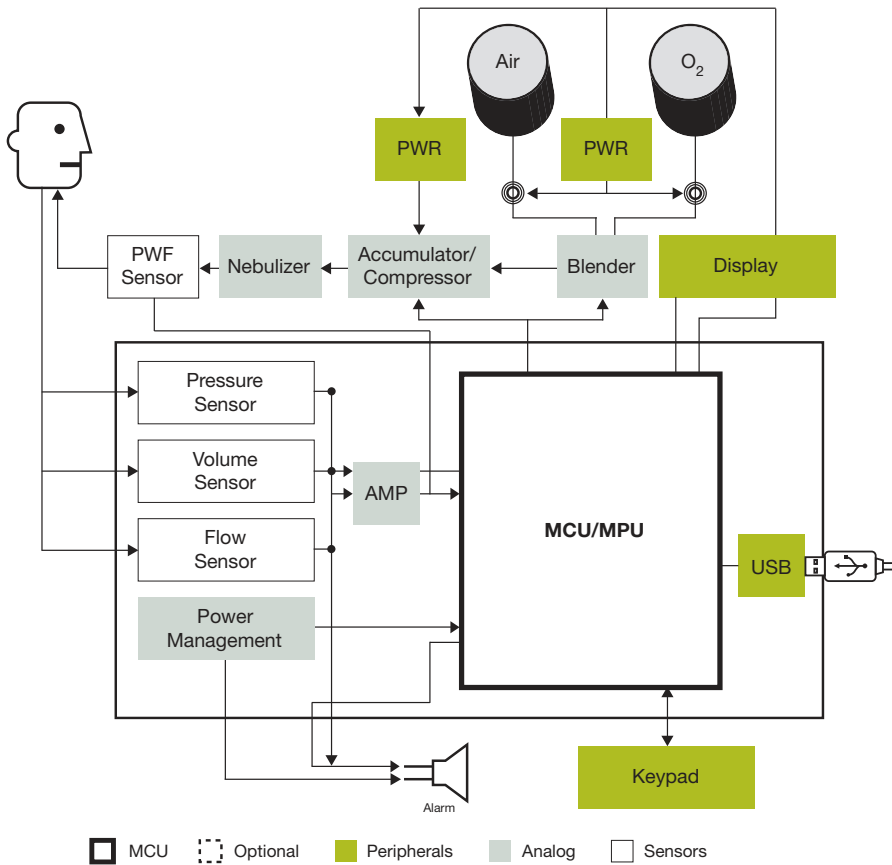 Air
O2
PWR
PWR
PWF
Sensor
Nebulizer
Accumulator/
Compressor
Blender
Display
Pressure
Sensor
Volume
Sensor
AMP
Flow
Sensor
MCU/MPU
USB
Power
Management
Keypad
Alarm
MCU
Optional
Peripherals
Analog
Sensors